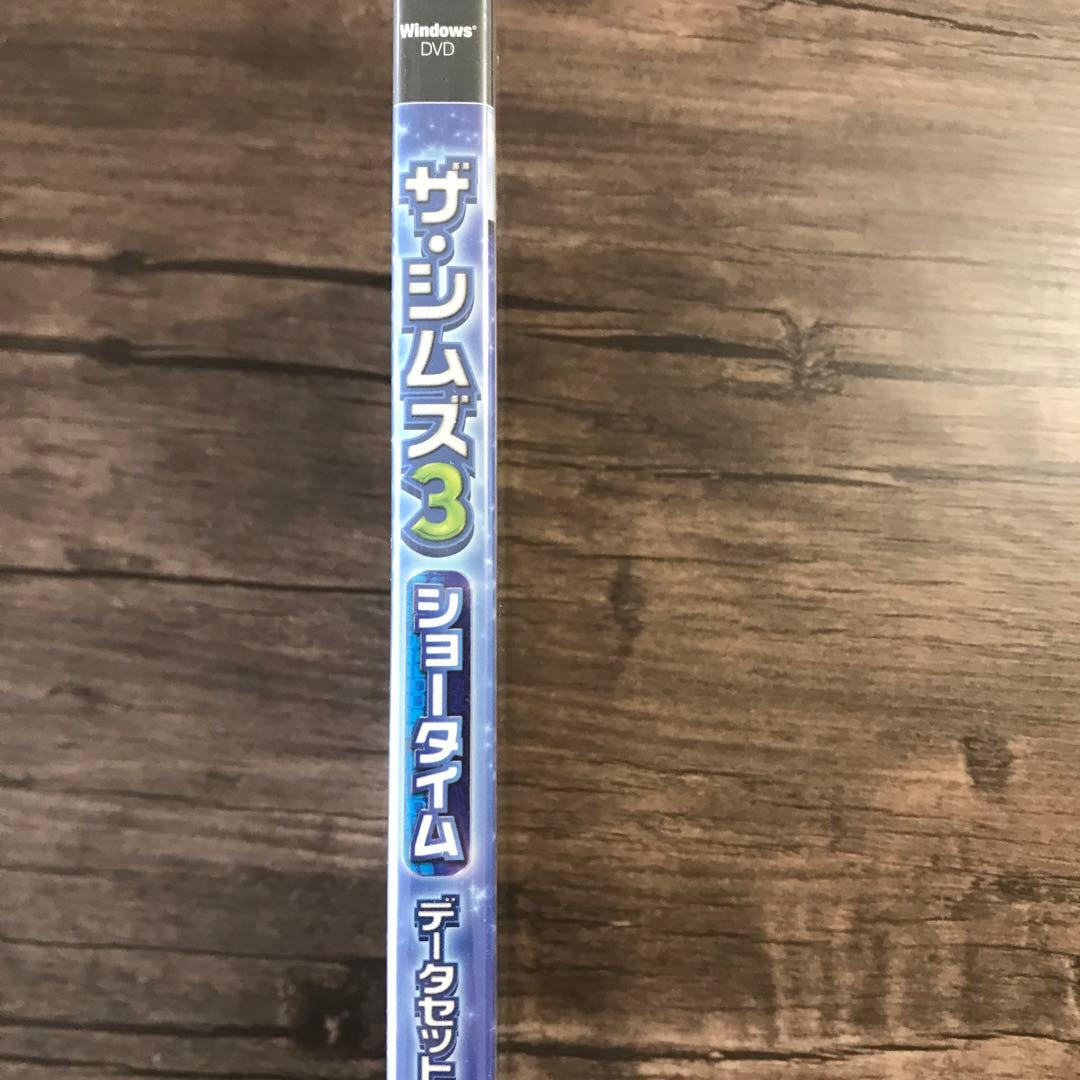 Windows®
DVD
ザ・シムズ3
ショータイム
データセット